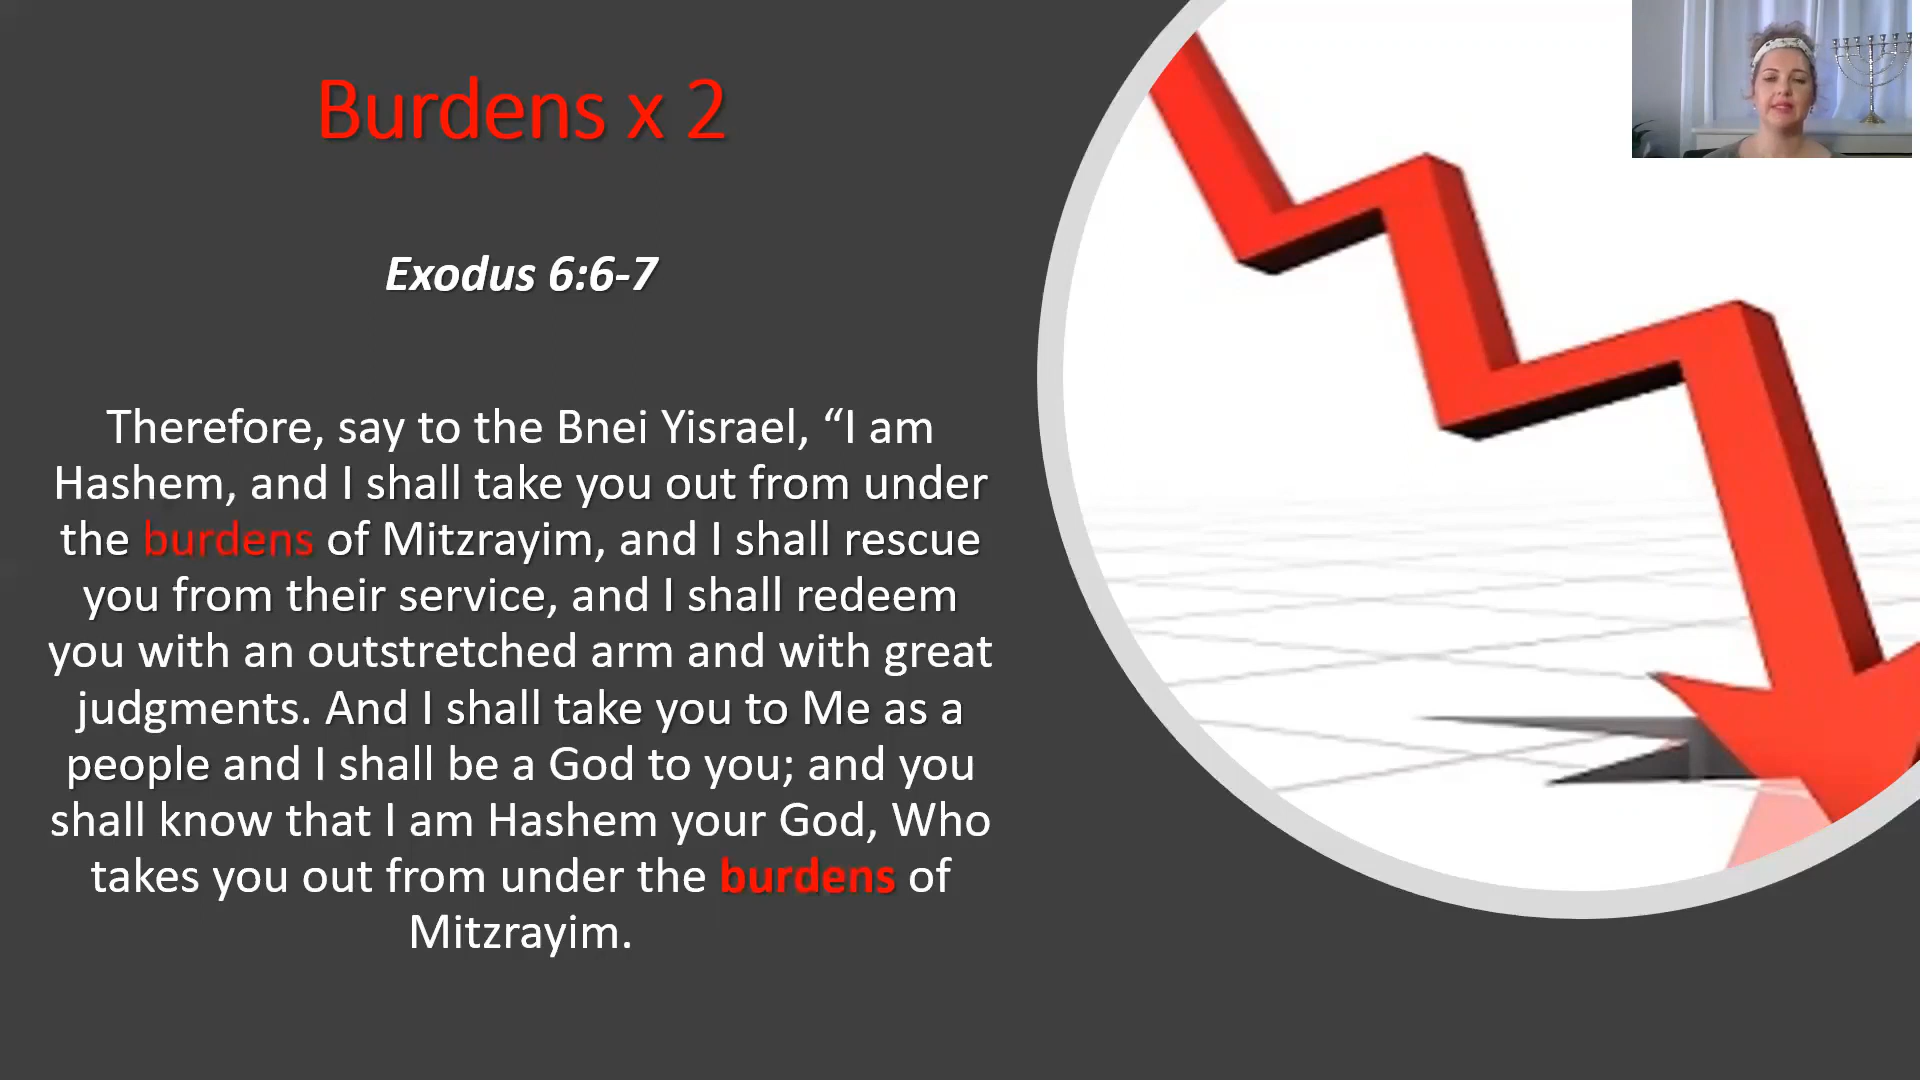 Burdens x 2
Exodus 6:6-7
Therefore, say to the Bnei Yisrael, “I am
Hashem, and I shall take you out from under
the burdens of Mitzrayim, and I shall rescue
you from their service, and I shall redeem
you with an outstretched arm and with great
judgments. And I shall take you to Me as a
people and I shall be a God to you; and you
shall know that I am Hashem your God, Who
takes you out from under the burdens of
Mitzrayim.